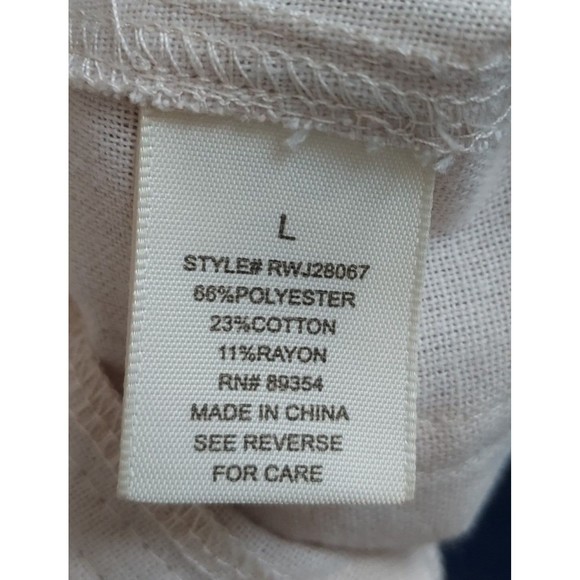 L
STYLE# RWJ28067
66%POLYESTER
23%COTTON
11%RAYON
RN# 89354
MADE IN CHINA
SEE REVERSE
FOR CARE